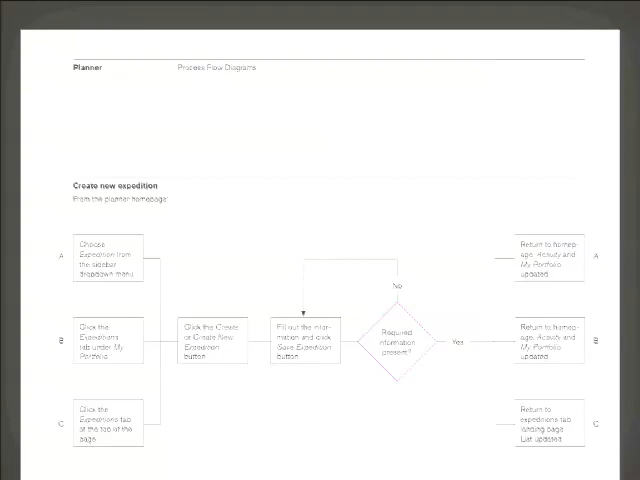 Planner
Process Flow Diagrams
Create new expedition
From the planner homepage:
A
Choose
Expedition from
the sidebar
dropdown menu
Return to homep-
age. Activity and
My Portfolio
updated
A
No
B
Click the
Expeditions
tab under My
Portfolio.
Click the Create
or Create New
Expedition
button
Fill out the infor-
mation and click
Save Expedition
button
Required
information
present?
Yes
Return to homep-
age. Activity and
My Portfolio
updated
B
C
Click the
Expeditions tab
at the top of the
page
Return to
expeditions tab
landing page
List updated
C